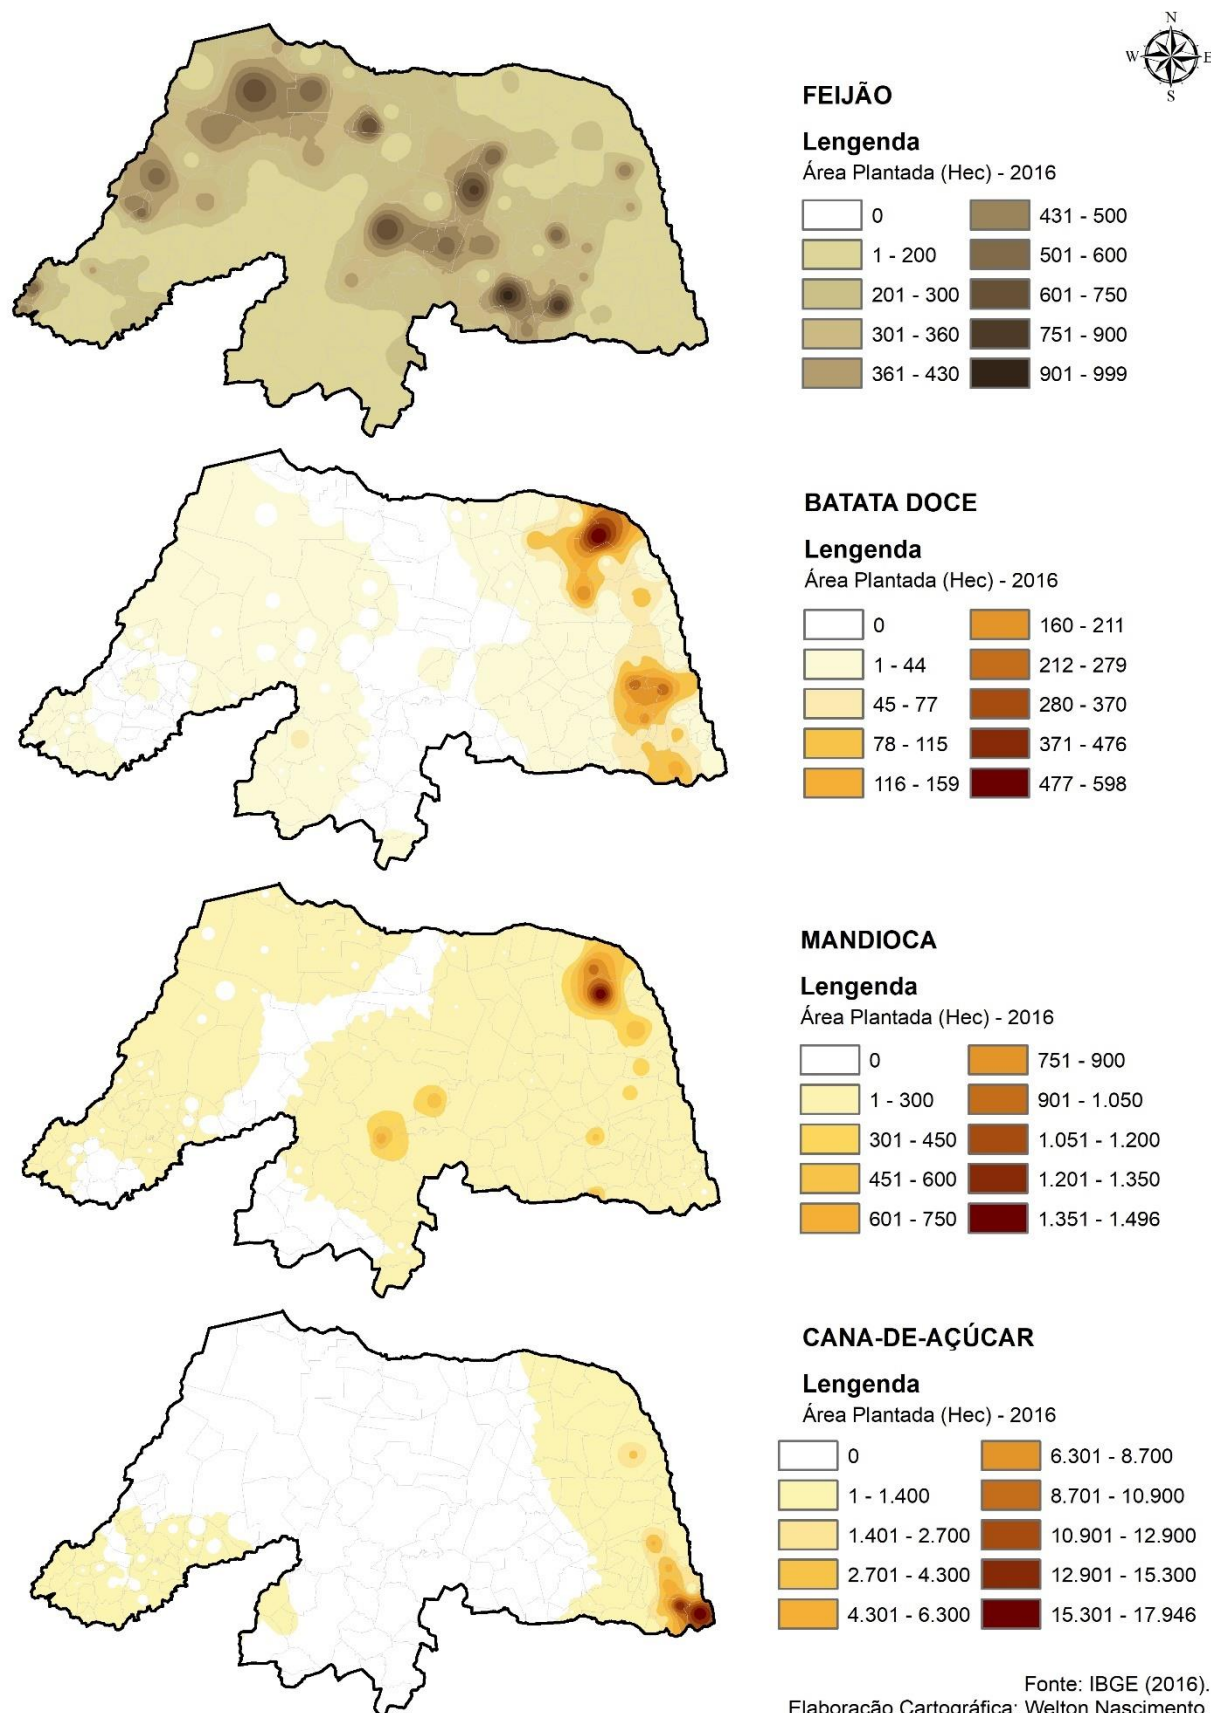 N
W E
S
FEIJÃO
Lengenda
Área Plantada (Hec) - 2016
0 431 - 500
1 - 200 501 - 600
201 - 300 601 - 750
301 - 360 751 - 900
361 - 430 901 - 999
BATATA DOCE
Lengenda
Área Plantada (Hec) - 2016
0 160 - 211
1 - 44 212 - 279
45 - 77 280 - 370
78 - 115 371 - 476
116 - 159 477 - 598
MANDIOCA
Lengenda
Área Plantada (Hec) - 2016
0 751 - 900
1 - 300 901 - 1.050
301 - 450 1.051 - 1.200
451 - 600 1.201 - 1.350
601 - 750 1.351 - 1.496
CANA-DE-AÇÚCAR
Lengenda
Área Plantada (Hec) - 2016
0 6.301 - 8.700
1 - 1.400 8.701 - 10.900
1.401 - 2.700 10.901 - 12.900
2.701 - 4.300 12.901 - 15.300
4.301 - 6.300 15.301 - 17.946
Fonte: IBGE (2016).
Elaboração Cartográfica: Welton Nascimento